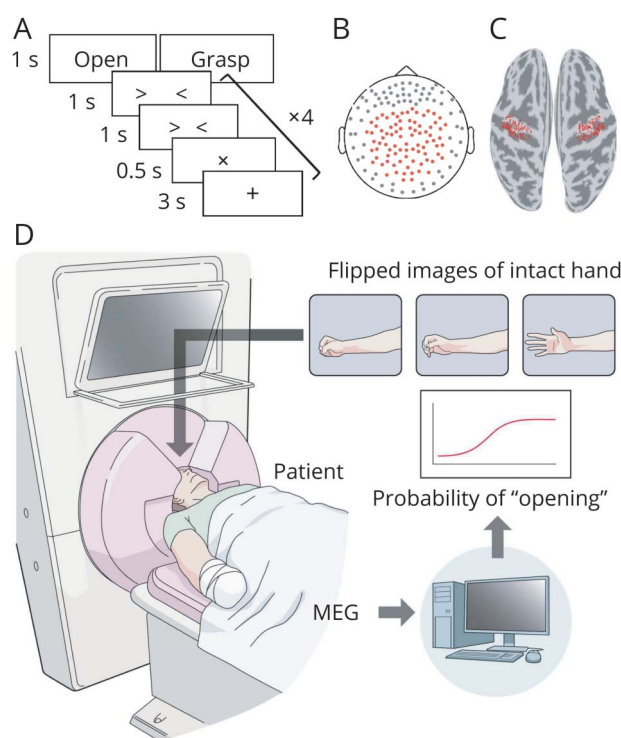 A
1 s
Open
Grasp
1 s
> <
1 s
> <
0.5 s
×
3 s
+
×4
B
C
D
Flipped images of intact hand
Patient
Probability of “opening”
MEG